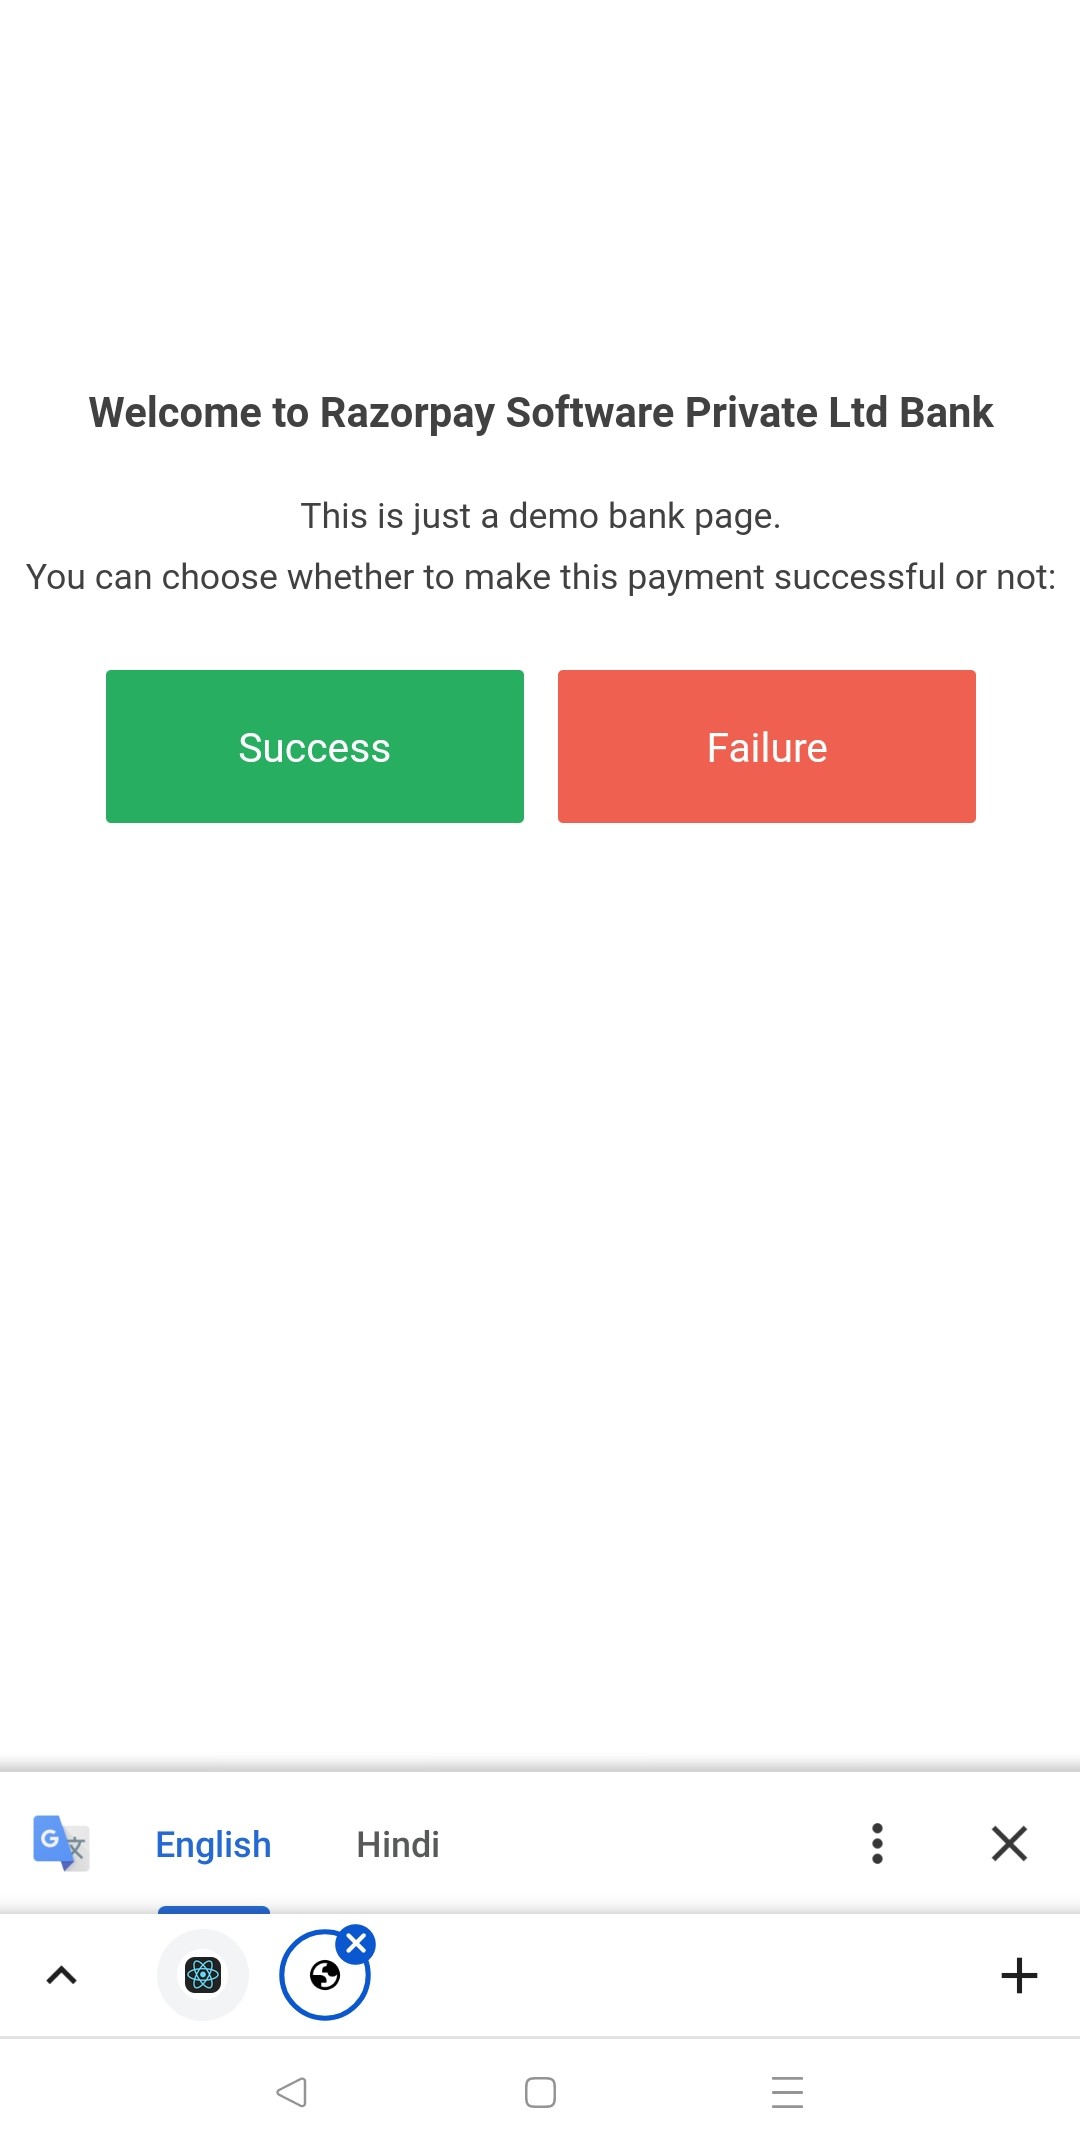 Welcome to Razorpay Software Private Ltd Bank
This is just a demo bank page.
You can choose whether to make this payment successful or not:
Success Failure
G 文
English Hindi